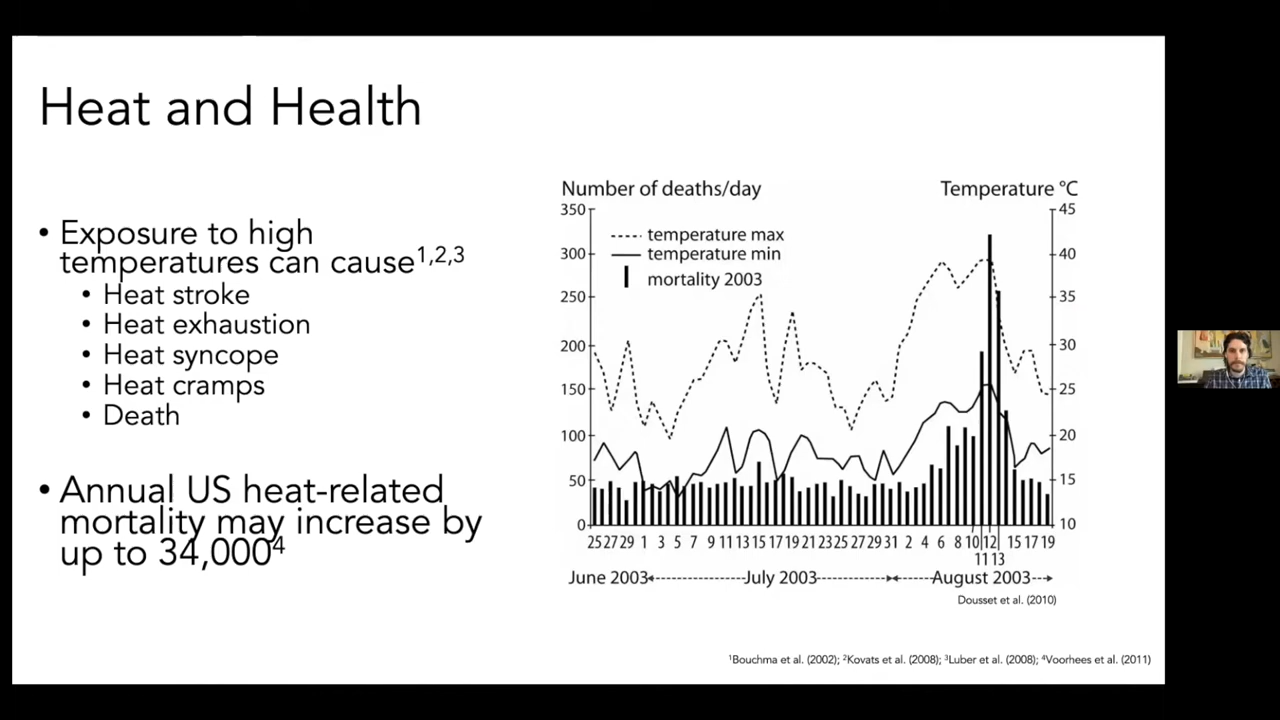 Heat and Health
• Exposure to high
temperatures can cause1,2,3
• Heat stroke
• Heat exhaustion
• Heat syncope
• Heat cramps
• Death
• Annual US heat-related
mortality may increase by
up to 34,0004
Number of deaths/day
Temperature °C
350
300
250
200
150
100
50
0
temperature max
temperature min
mortality 2003
45
40
35
30
25
20
15
10
25 27 29 1 3 5 7 9 11 13 15 17 19 21 23 25 27 29 31 2 4 6 8 10 12 15 17 19
11 13
June 2003 July 2003 August 2003
Dousset et al. (2010)
1Bouchma et al. (2002); 2Kovats et al. (2008); 3Luber et al. (2008); 4Voorhees et al. (2011)